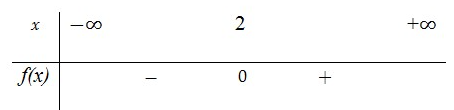 x −∞ 2 +∞
f(x) − 0 +